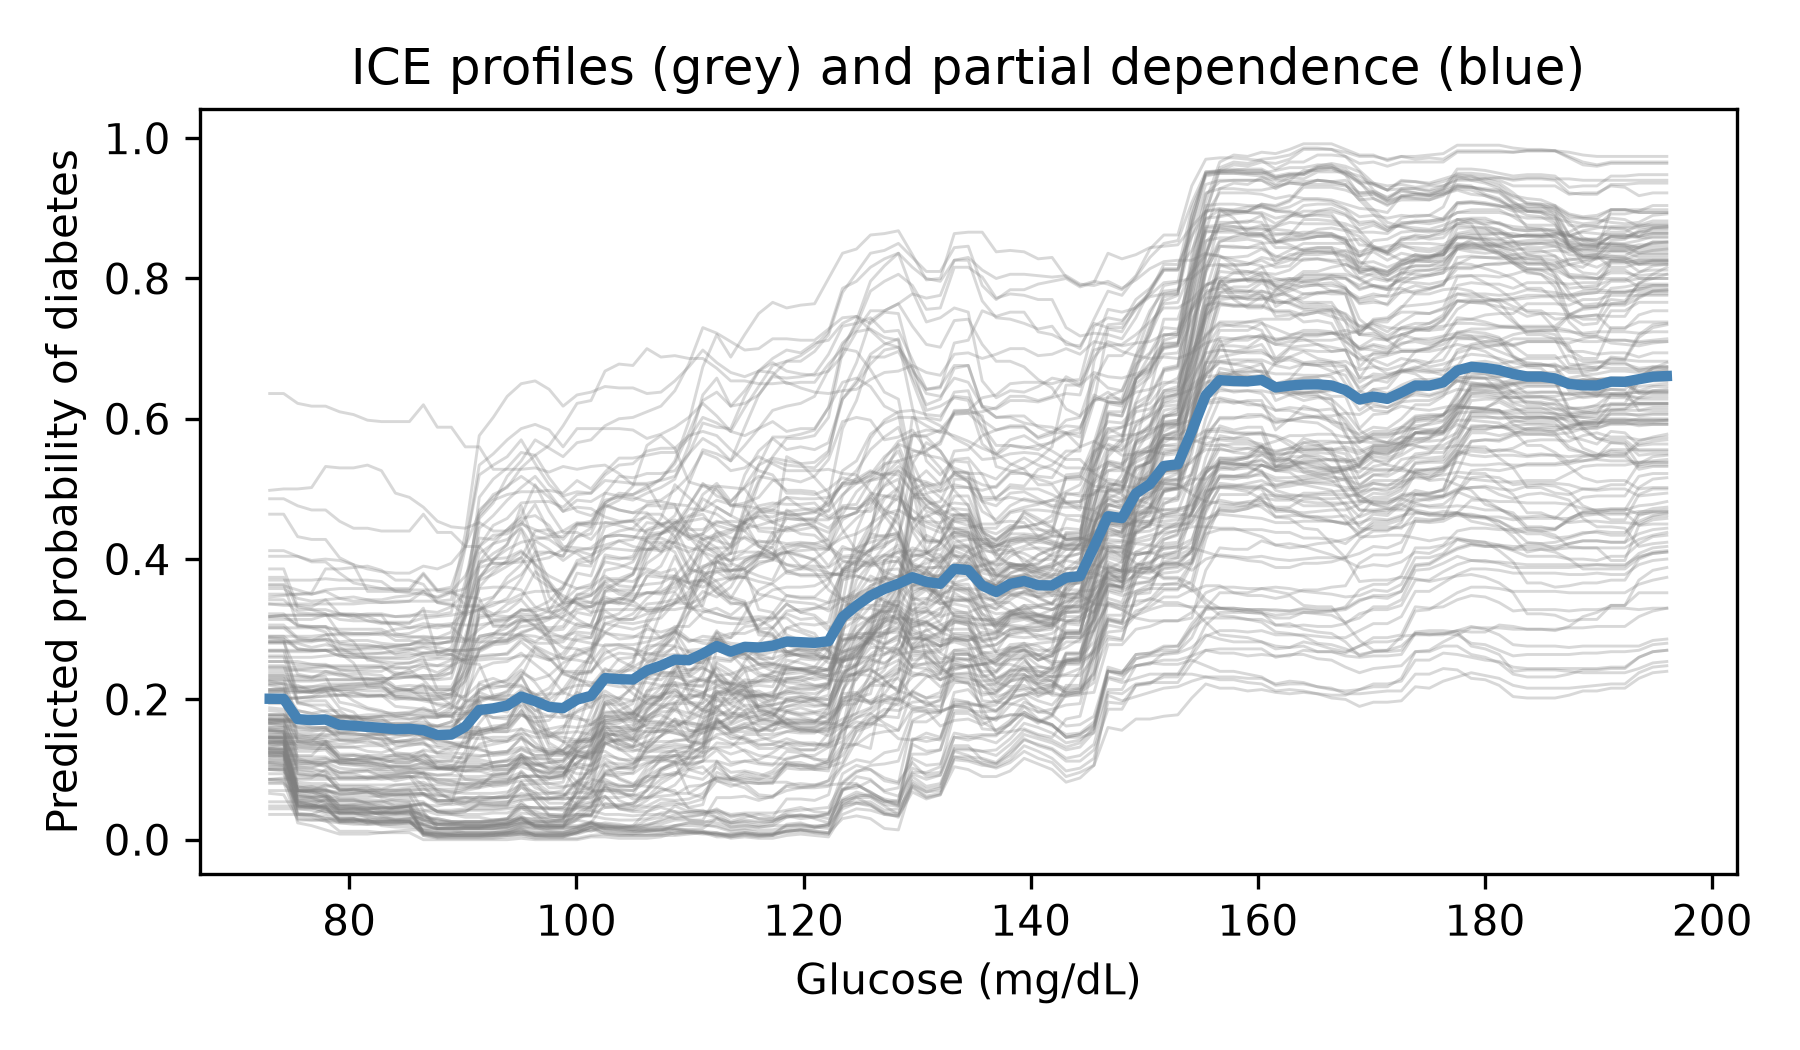 ICE profiles (grey) and partial dependence (blue)
Predicted probability of diabetes
1.0
0.8
0.6
0.4
0.2
0.0
80 100 120 140 160 180 200
Glucose (mg/dL)